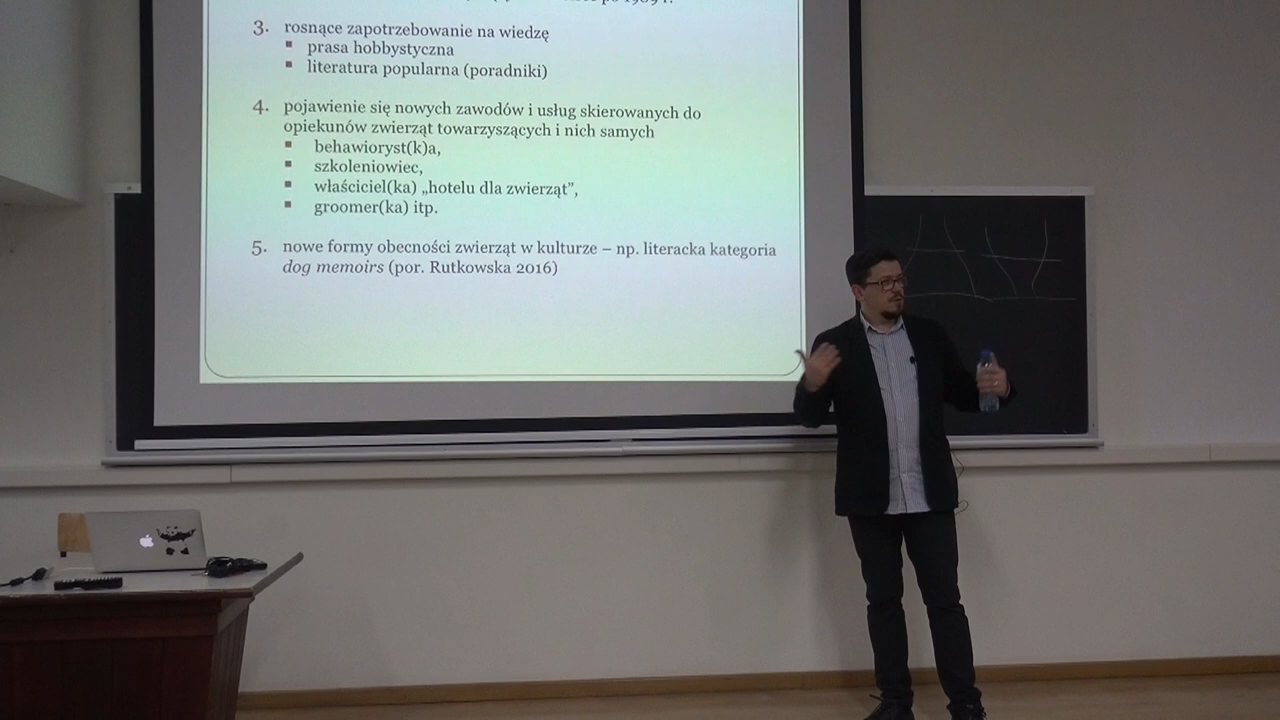 3. rosnące zapotrzebowanie na wiedzę
▪ prasa hobbystyczna
▪ literatura popularna (poradniki)
4. pojawienie się nowych zawodów i usług skierowanych do
opiekunów zwierząt towarzyszących i nich samych
▪ behawioryst(k)a,
▪ szkoleniowiec,
▪ właściciel(ka) „hotelu dla zwierząt”,
▪ groomer(ka) itp.
5. nowe formy obecności zwierząt w kulturze – np. literacka kategoria
dog memoirs (por. Rutkowska 2016)